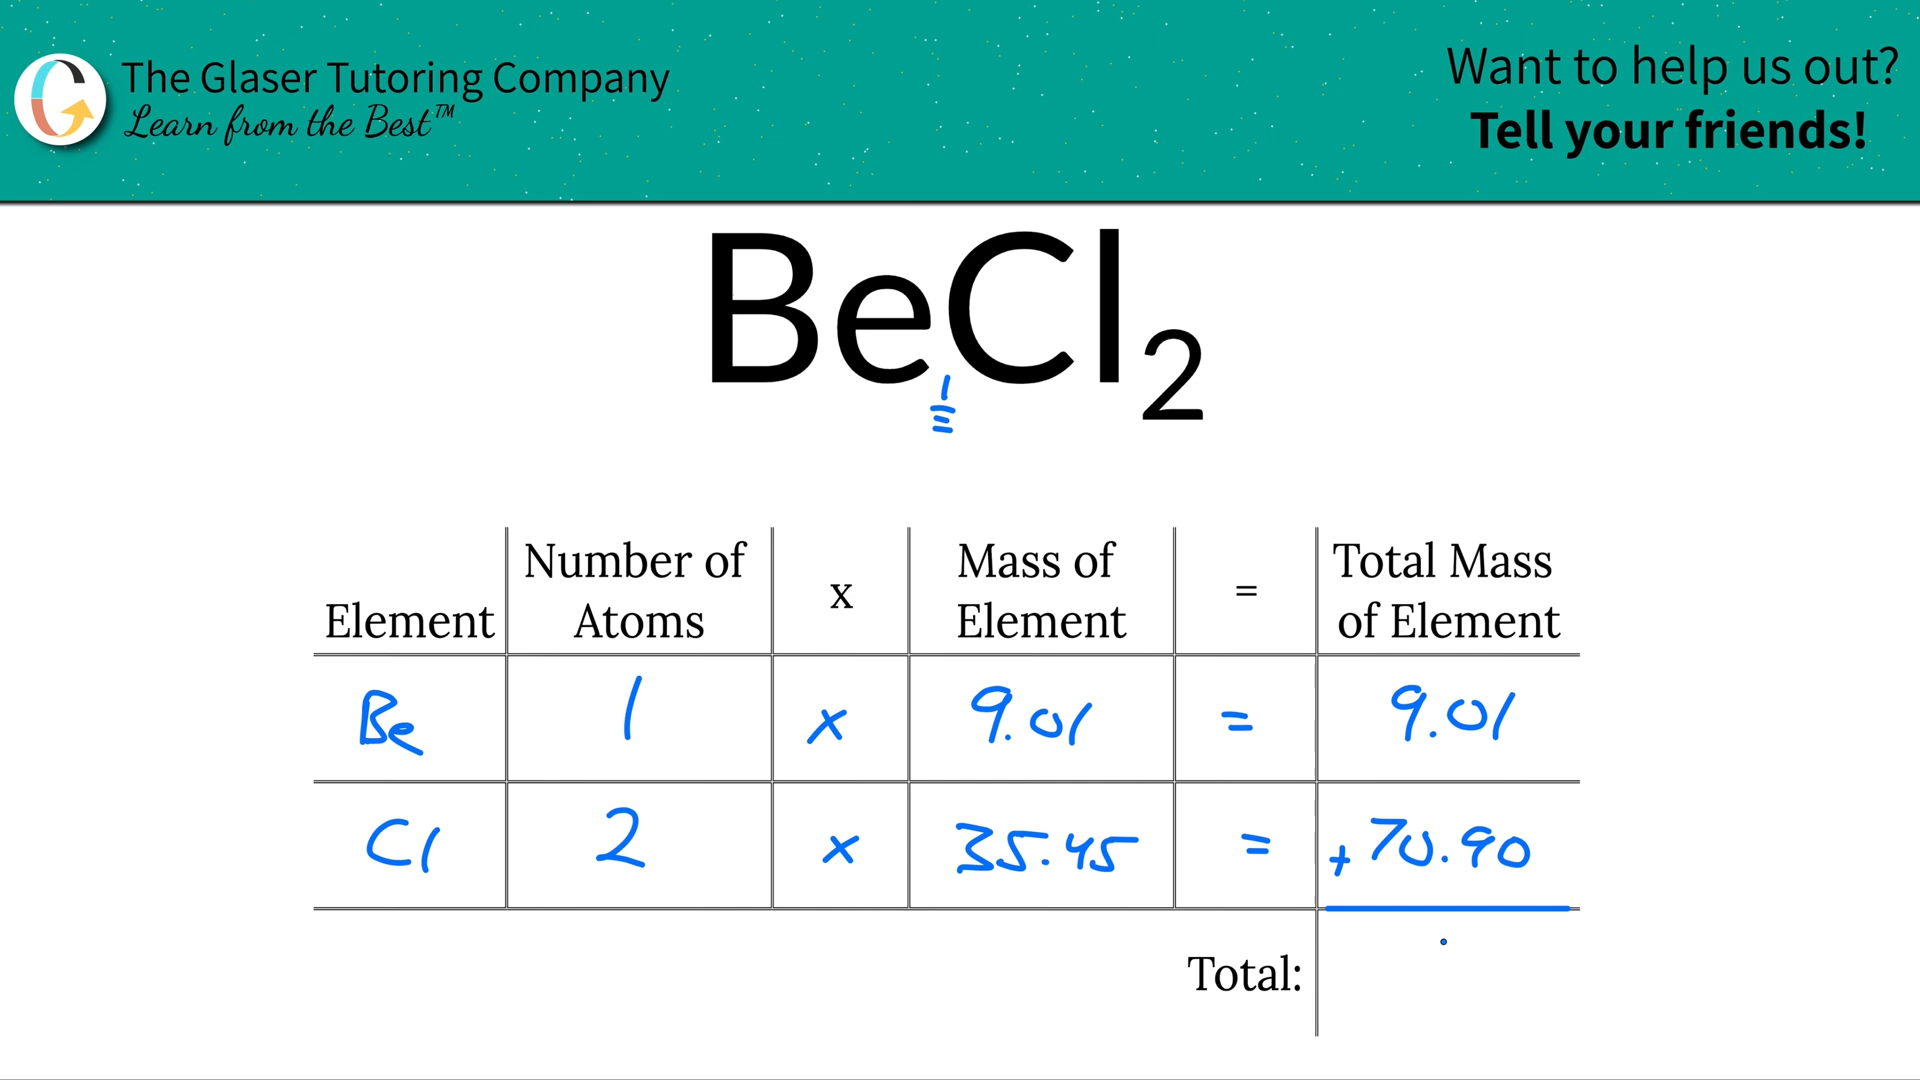 The Glaser Tutoring Company
Learn from the Best™
Want to help us out?
Tell your friends!
BeCl₂
1
Element Number of Atoms x Mass of Element = Total Mass of Element
Be 1 x 9.01 = 9.01
Cl 2 x 35.45 = +70.90
Total: